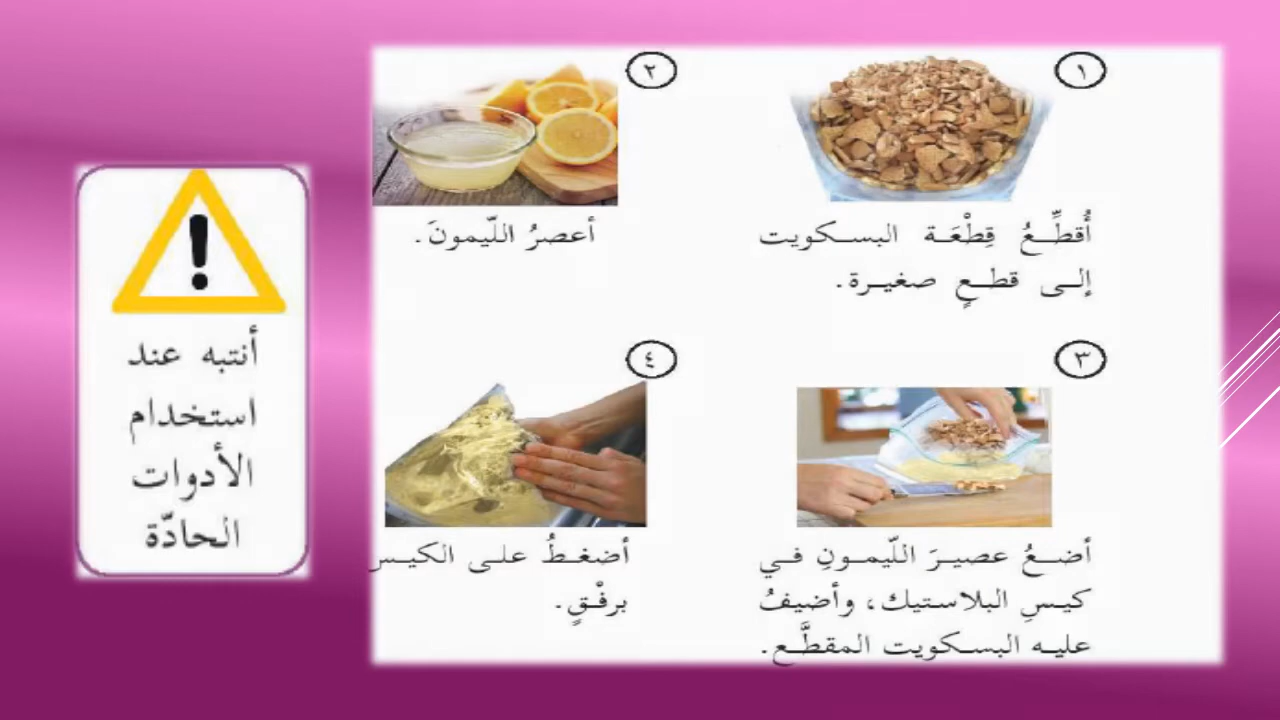 ١
أُقطِّعُ قِطْعَة البسكويت
إلى قطعٍ صغيرة.
٢
أعصرُ اللّيمونَ.
٣
أضعُ عصيرَ اللّيمونِ في
كيسِ البلاستيك، وأضيفُ
عليه البسكويت المقطَّع.
٤
أضغطُ على الكيس
برفْقٍ.
!
أنتبه عند
استخدام
الأدوات
الحادّة